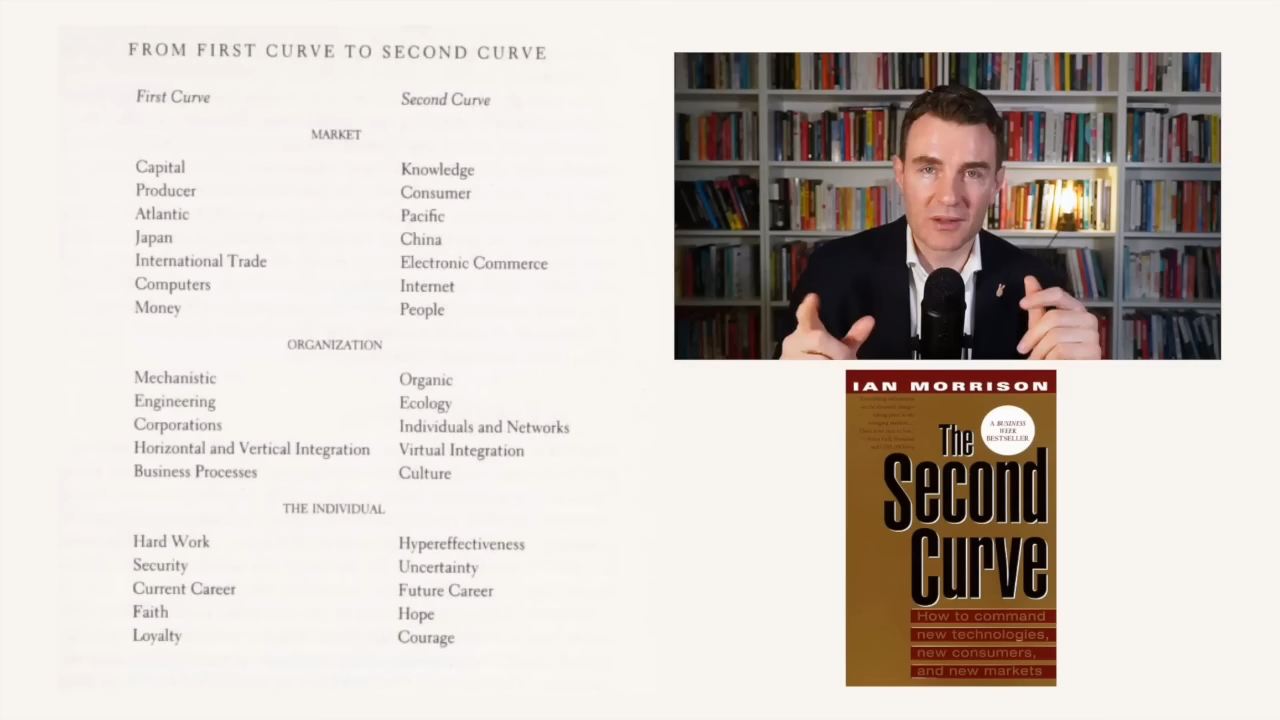 FROM FIRST CURVE TO SECOND CURVE
First Curve Second Curve
MARKET
Capital Knowledge
Producer Consumer
Atlantic Pacific
Japan China
International Trade Electronic Commerce
Computers Internet
Money People
ORGANIZATION
Mechanistic Organic
Engineering Ecology
Corporations Individuals and Networks
Horizontal and Vertical Integration Virtual Integration
Business Processes Culture
THE INDIVIDUAL
Hard Work Hypereffectiveness
Security Uncertainty
Current Career Future Career
Faith Hope
Loyalty Courage
IAN MORRISON
A BUSINESS
WEEK
BESTSELLER
The
Second
Curve
How to command
new technologies,
new consumers,
and new markets